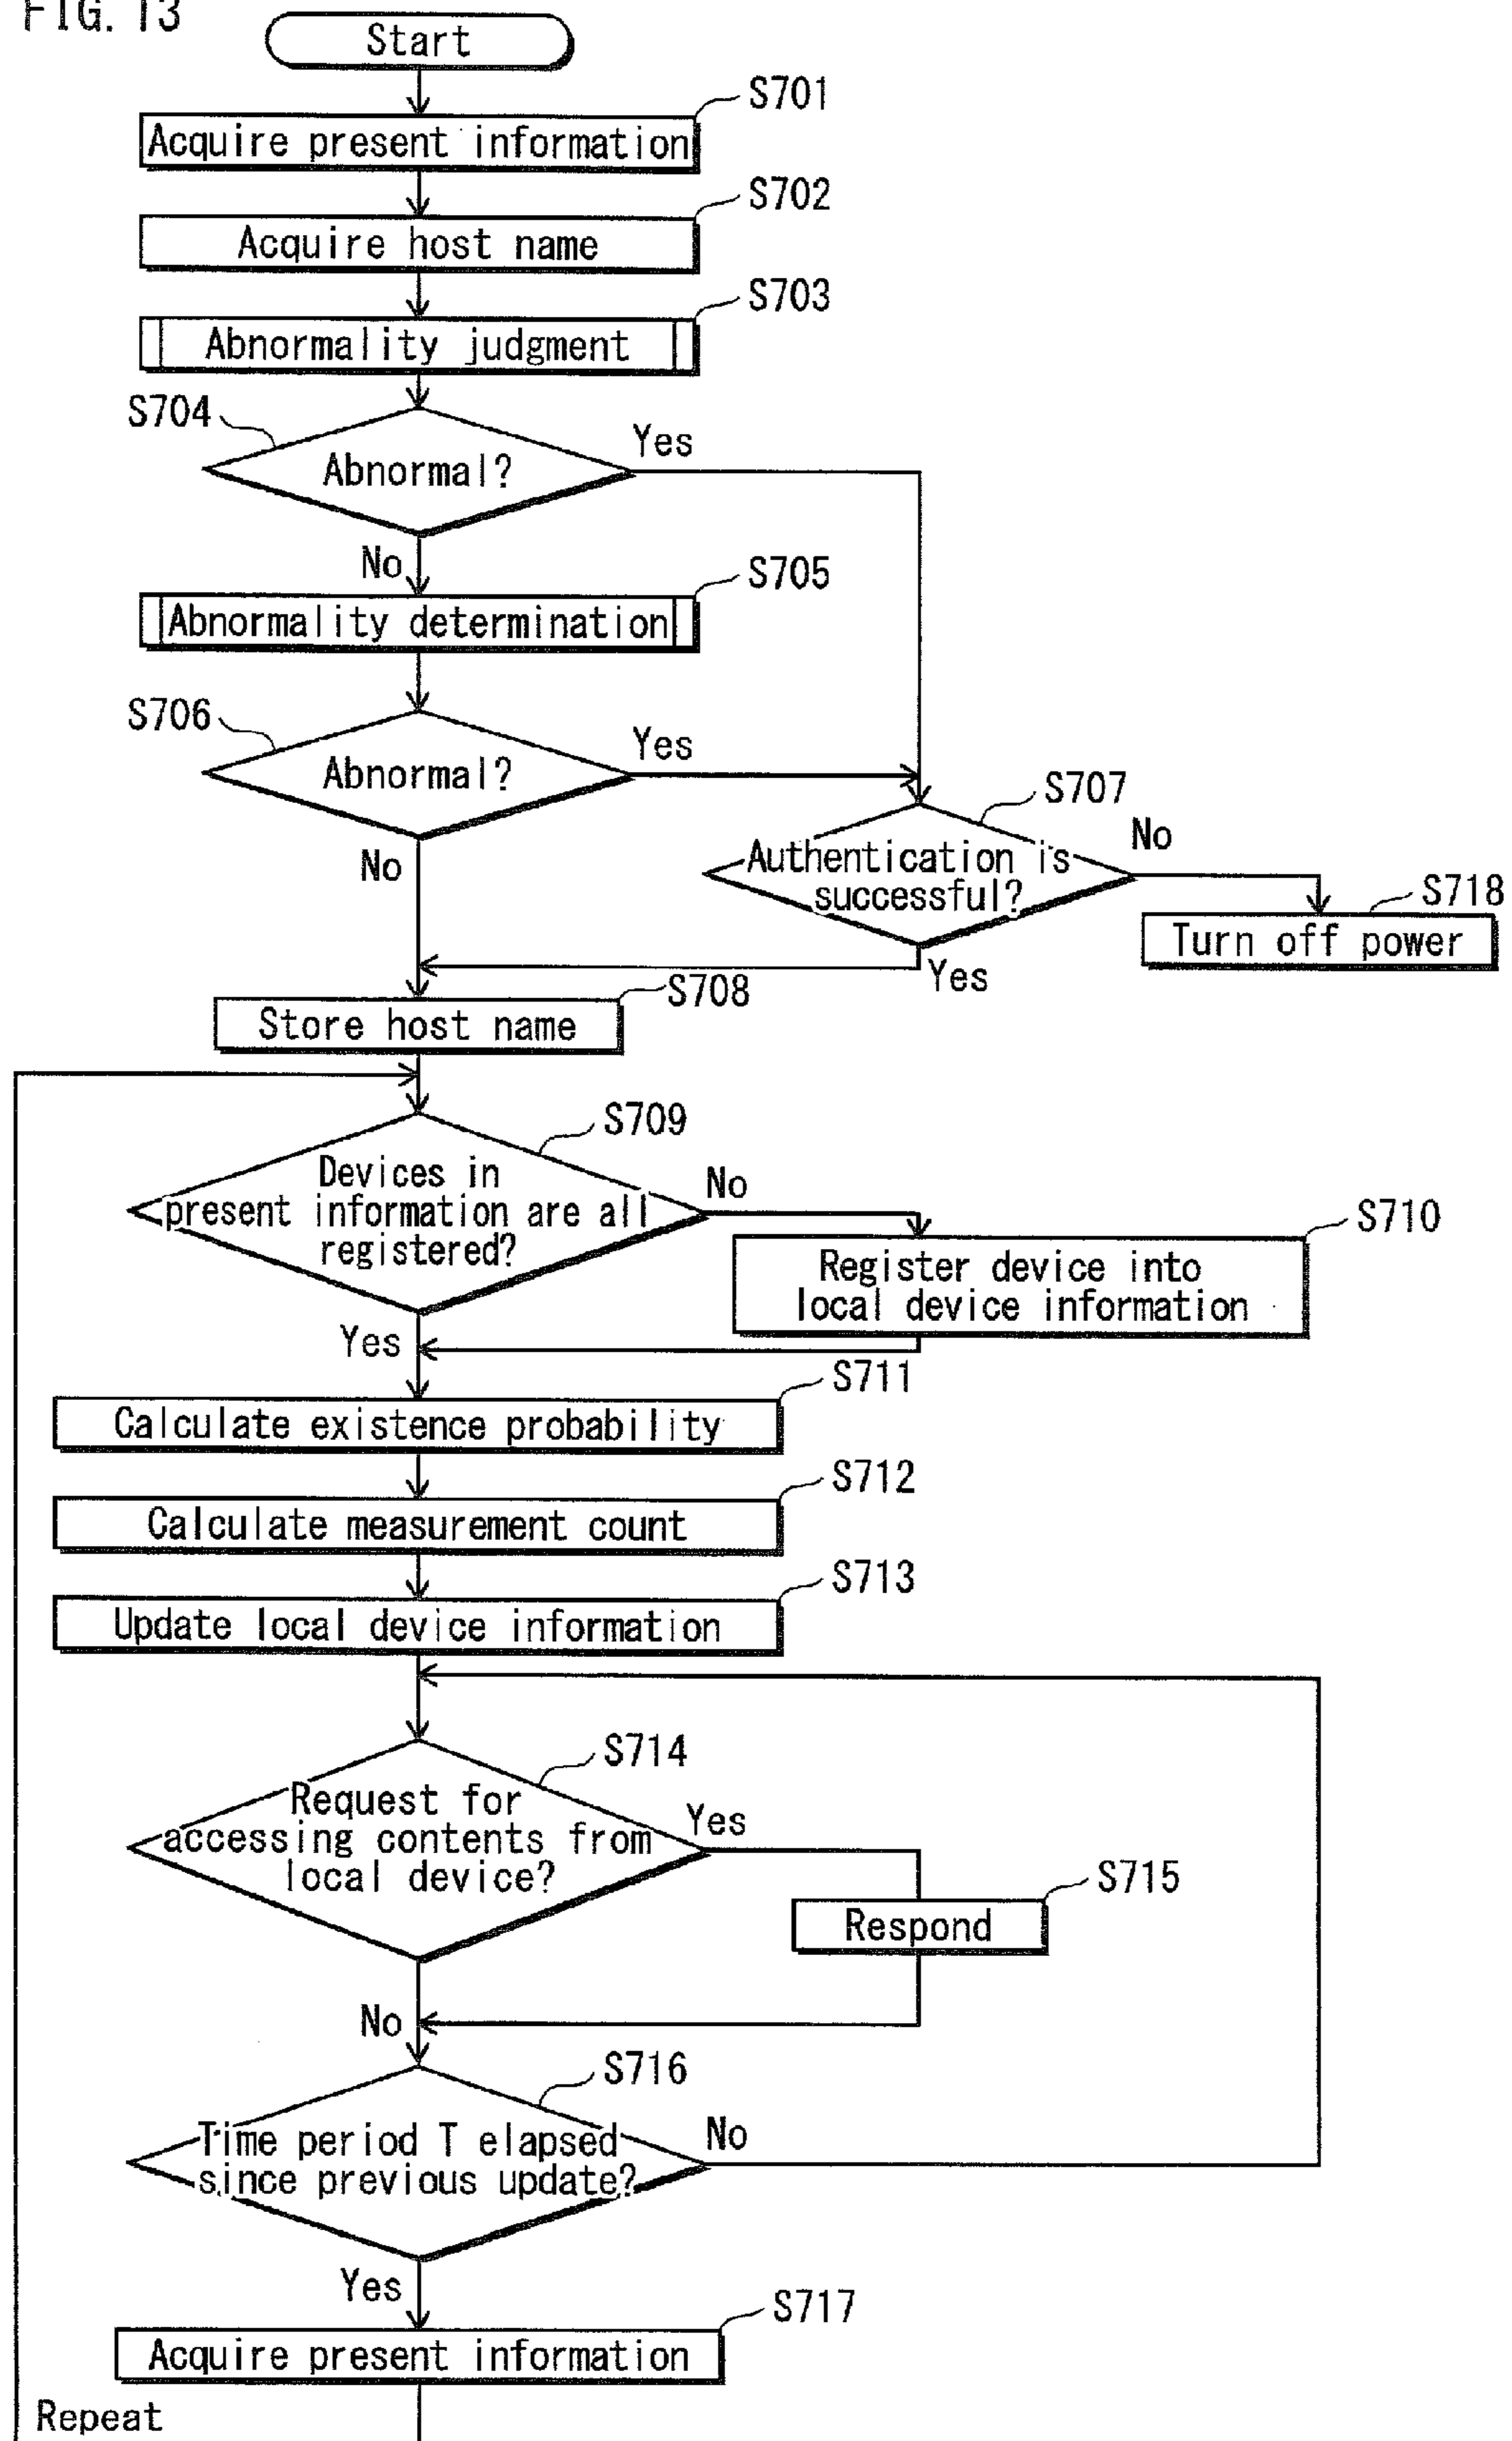 FIG. 13
Start
S701
Acquire present information
S702
Acquire host name
S703
Abnormality judgment
S704
Abnormal?
Yes
No
S705
Abnormality determination
S706
Abnormal?
Yes
No
S707
Authentication is
successful?
No
Yes
S718
Turn off power
S708
Store host name
S709
Devices in
present information are all
registered?
No
Yes
S710
Register device into
local device information
S711
Calculate existence probability
S712
Calculate measurement count
S713
Update local device information
S714
Request for
accessing contents from
local device?
Yes
No
S715
Respond
S716
Time period T elapsed
since previous update?
No
Yes
S717
Acquire present information
Repeat